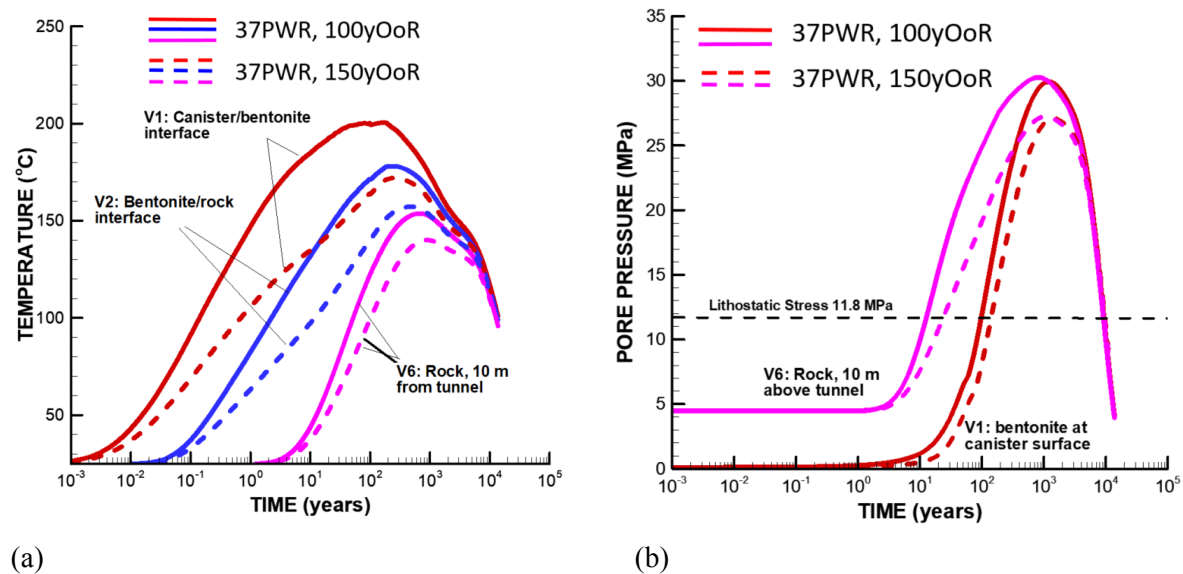 37PWR, 100yOoR
37PWR, 150yOoR
V1: Canister/bentonite
interface
V2: Bentonite/rock
interface
V6: Rock, 10 m
from tunnel
TEMPERATURE (°C)
200
150
100
50
10-3
10-2
10-1
100
101
102
103
104
105
TIME (years)
(a)
37PWR, 100yOoR
37PWR, 150yOoR
Lithostatic Stress 11.8 MPa
V6: Rock, 10 m
above tunnel
V1: bentonite at
canister surface
PORE PRESSURE (MPa)
35
30
25
20
15
10
5
0
10-3
10-2
10-1
100
101
102
103
104
105
TIME (years)
(b)